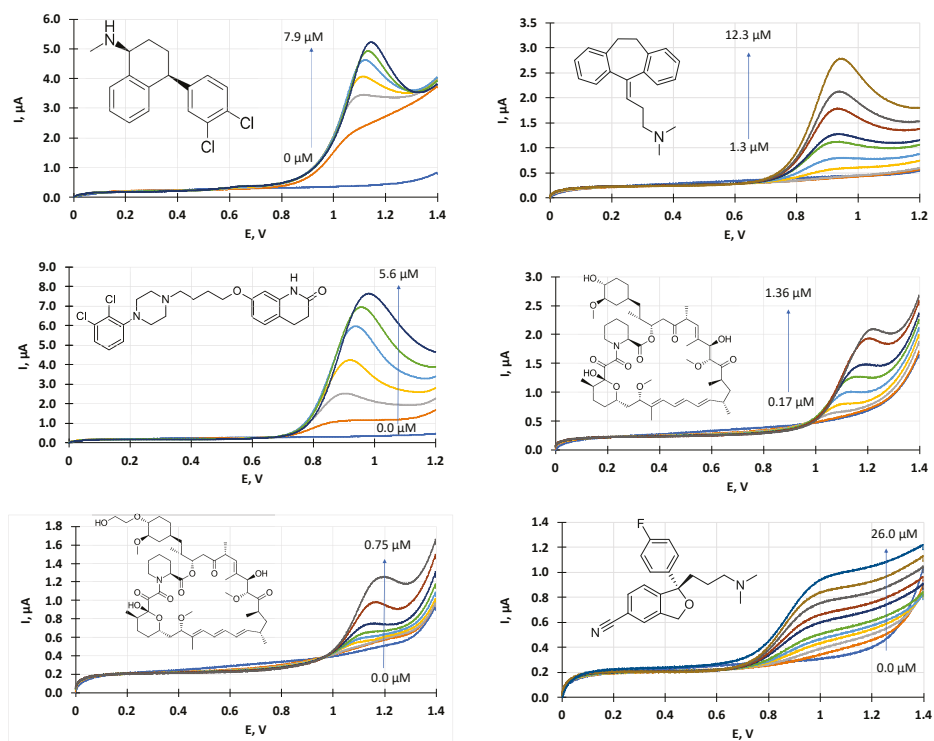 6.0
5.0
4.0
3.0
2.0
1.0
0.0
I, µA
H
N
Cl
Cl
7.9 µM
0 µM
0 0.2 0.4 0.6 0.8 1 1.2 1.4
E, V
3.5
3.0
2.5
2.0
1.5
1.0
0.5
0.0
I, µA
N
12.3 µM
1.3 µM
0 0.2 0.4 0.6 0.8 1 1.2
E, V
9.0
8.0
7.0
6.0
5.0
4.0
3.0
2.0
1.0
0.0
I, µA
Cl
Cl
N
N
O
H
N
O
5.6 µM
0.0 µM
0 0.2 0.4 0.6 0.8 1 1.2
E, V
3.0
2.5
2.0
1.5
1.0
0.5
0.0
I, µA
HO
O
N
O
O
O
O
O
HO
O
O
OH
O
O
1.36 µM
0.17 µM
0 0.2 0.4 0.6 0.8 1 1.2 1.4
E, V
1.8
1.6
1.4
1.2
1.0
0.8
0.6
0.4
0.2
0.0
I, µA
HO
O
O
N
O
O
O
O
O
HO
O
O
OH
O
O
0.75 µM
0.0 µM
0 0.2 0.4 0.6 0.8 1 1.2 1.4
E, V
1.4
1.2
1.0
0.8
0.6
0.4
0.2
0.0
I, µA
F
N
O
NC
26.0 µM
0.0 µM
0 0.2 0.4 0.6 0.8 1 1.2 1.4
E, V